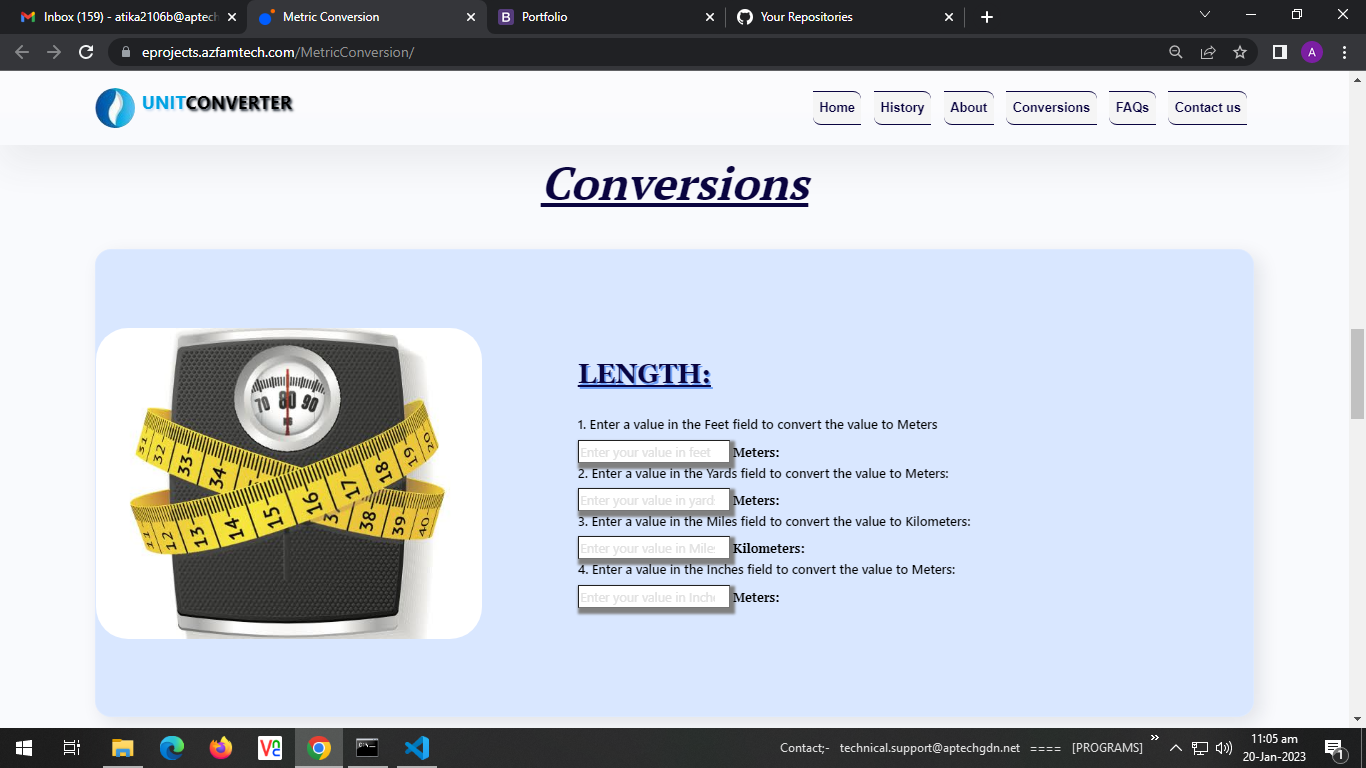 Inbox (159) - atika2106b@aptech
Metric Conversion
Portfolio
Your Repositories
eprojects.azfamtech.com/MetricConversion/
A
UNITCONVERTER
Home
History
About
Conversions
FAQs
Contact us
Conversions
70 80 90
31 32 33 34
20 19 18 17 16 15 14 13 12 11
38 39 40
LENGTH:
1. Enter a value in the Feet field to convert the value to Meters
Enter your value in feet Meters:
2. Enter a value in the Yards field to convert the value to Meters:
Enter your value in yard Meters:
3. Enter a value in the Miles field to convert the value to Kilometers:
Enter your value in Mile Kilometers:
4. Enter a value in the Inches field to convert the value to Meters:
Enter your value in Inche Meters:
Contact;- technical.support@aptechgdn.net ==== [PROGRAMS]
11:05 am
20-Jan-2023
1